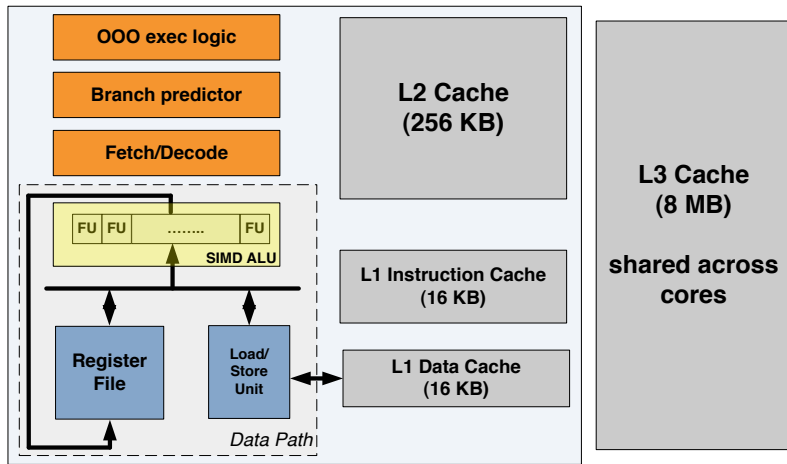 OOO exec logic
Branch predictor
Fetch/Decode
FU FU ........ FU
SIMD ALU
Register
File
Load/
Store
Unit
Data Path
L2 Cache
(256 KB)
L1 Instruction Cache
(16 KB)
L1 Data Cache
(16 KB)
L3 Cache
(8 MB)
shared across
cores